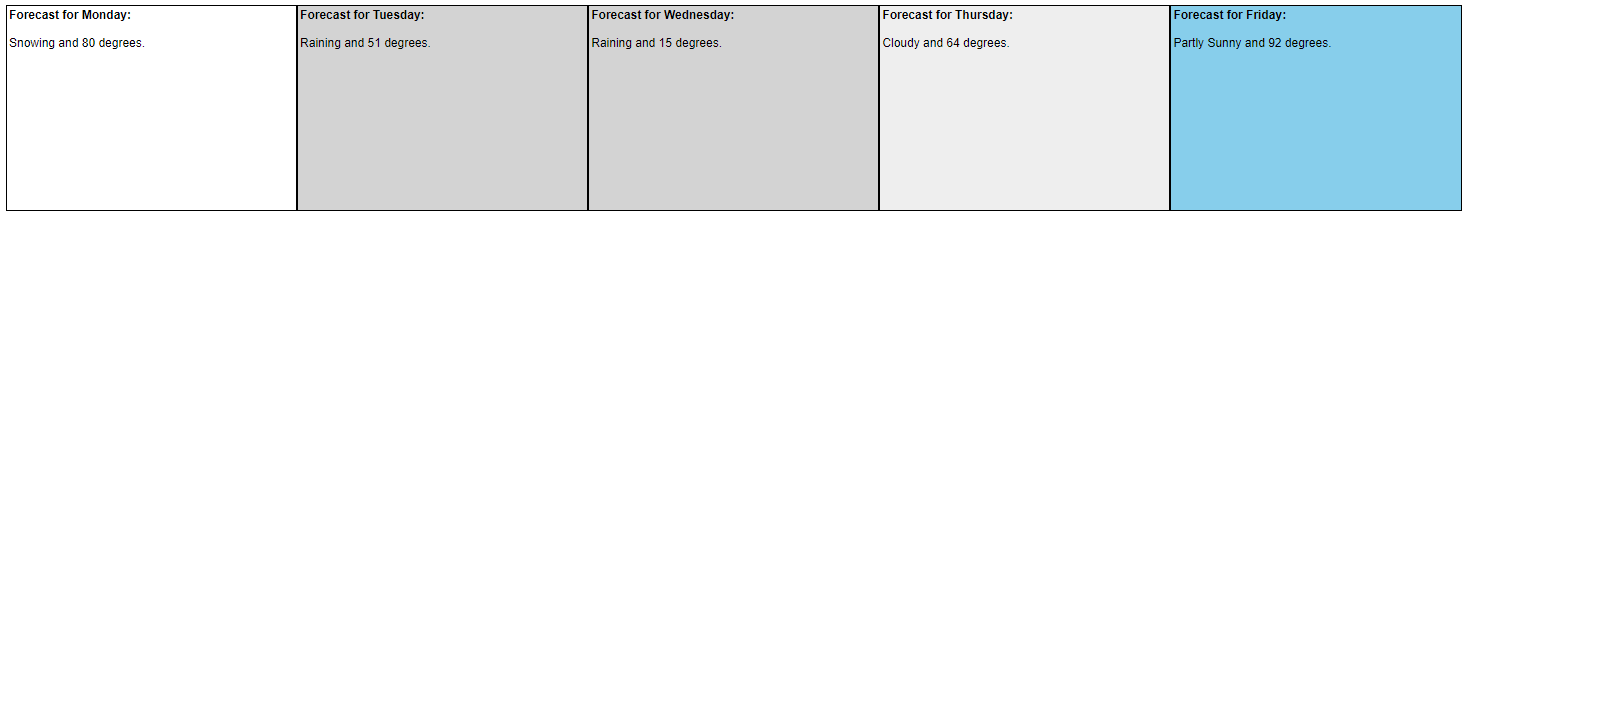 Forecast for Monday:
Snowing and 80 degrees.
Forecast for Tuesday:
Raining and 51 degrees.
Forecast for Wednesday:
Raining and 15 degrees.
Forecast for Thursday:
Cloudy and 64 degrees.
Forecast for Friday:
Partly Sunny and 92 degrees.